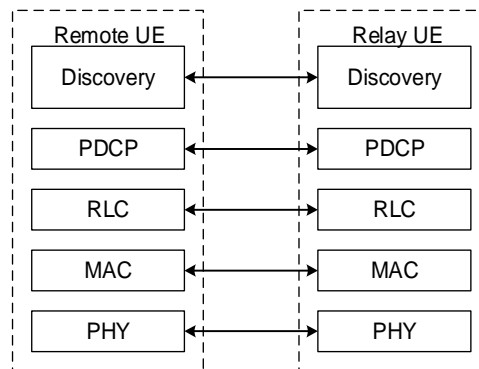 Remote UE Relay UE
Discovery Discovery
PDCP PDCP
RLC RLC
MAC MAC
PHY PHY